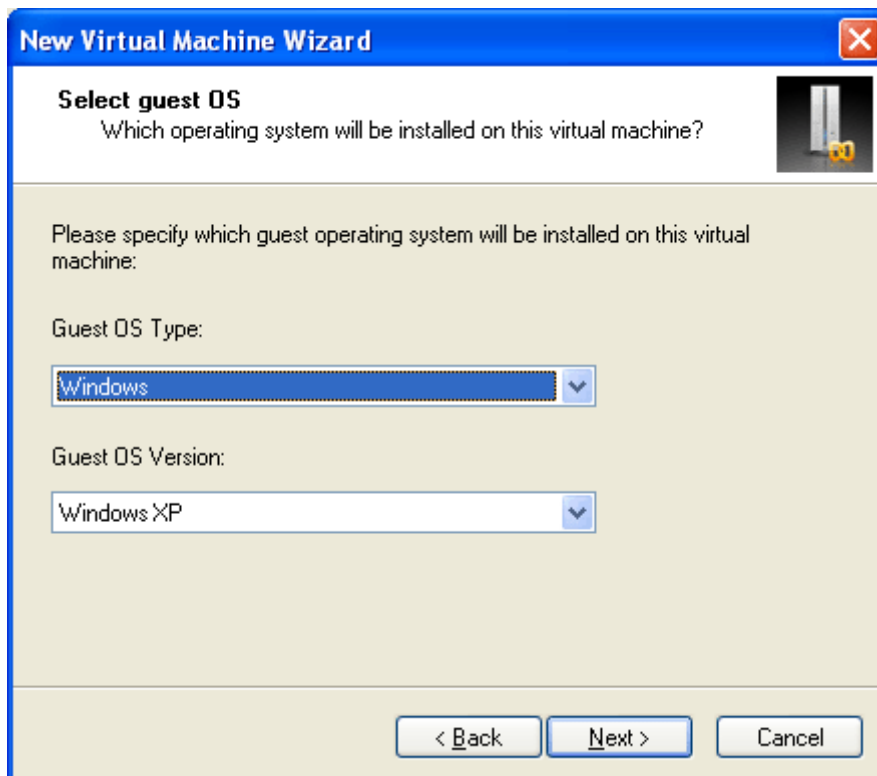 New Virtual Machine Wizard
Select guest OS
Which operating system will be installed on this virtual machine?
Please specify which guest operating system will be installed on this virtual
machine:
Guest OS Type:
Windows
Guest OS Version:
Windows XP
< Back
Next >
Cancel